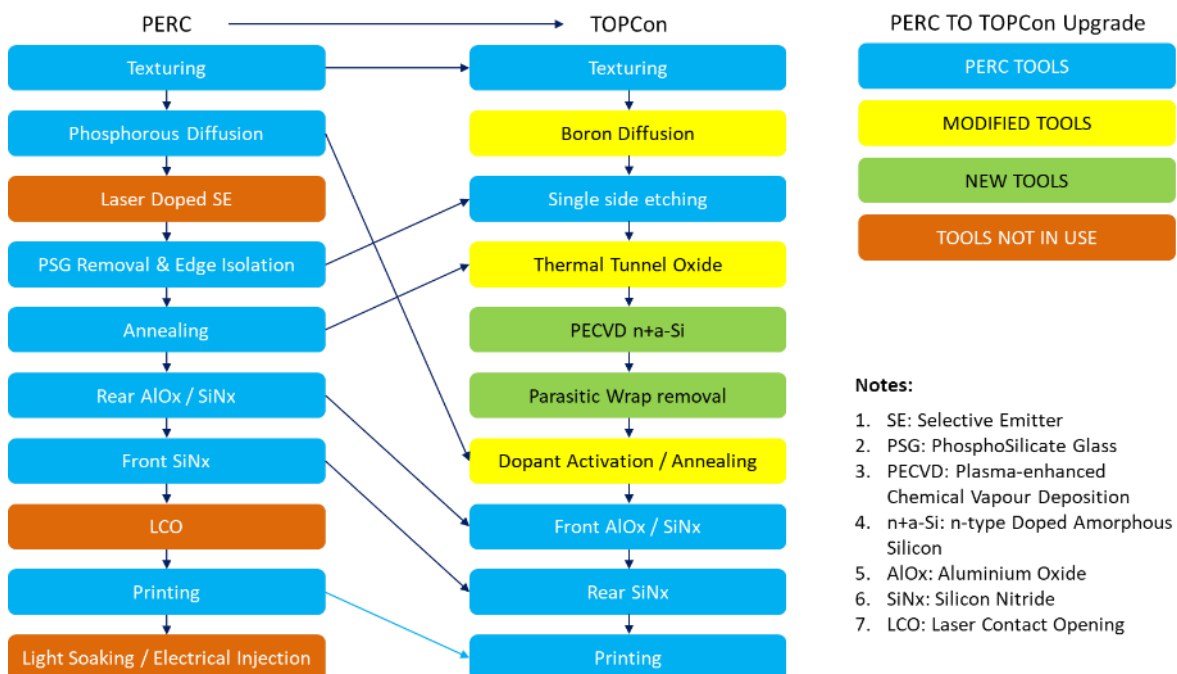 PERC
TOPCon
PERC TO TOPCon Upgrade
Texturing
Phosphorous Diffusion
Laser Doped SE
PSG Removal & Edge Isolation
Annealing
Rear AlOx / SiNx
Front SiNx
LCO
Printing
Light Soaking / Electrical Injection
Texturing
Boron Diffusion
Single side etching
Thermal Tunnel Oxide
PECVD n+a-Si
Parasitic Wrap removal
Dopant Activation / Annealing
Front AlOx / SiNx
Rear SiNx
Printing
PERC TOOLS
MODIFIED TOOLS
NEW TOOLS
TOOLS NOT IN USE
Notes:
1. SE: Selective Emitter
2. PSG: PhosphoSilicate Glass
3. PECVD: Plasma-enhanced
Chemical Vapour Deposition
4. n+a-Si: n-type Doped Amorphous
Silicon
5. AlOx: Aluminium Oxide
6. SiNx: Silicon Nitride
7. LCO: Laser Contact Opening